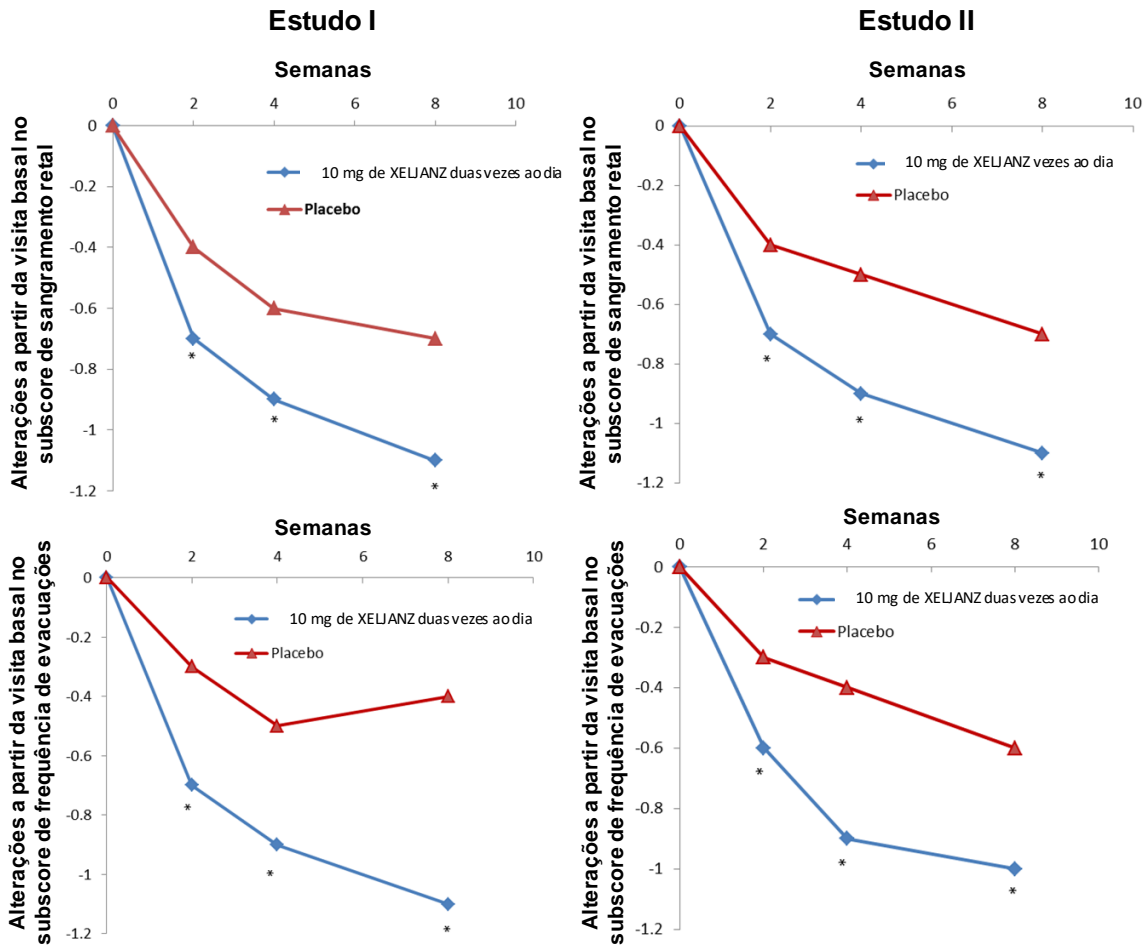 Estudo I
Estudo II
Semanas
0 2 4 6 8 10
0
-0.2
-0.4
-0.6
-0.8
-1
-1.2
Alterações a partir da visita basal no
subscore de sangramento retal
10 mg de XELJANZ duas vezes ao dia
Placebo
*
*
*
Semanas
0 2 4 6 8 10
0
-0.2
-0.4
-0.6
-0.8
-1
-1.2
Alterações a partir da visita basal no
subscore de sangramento retal
10 mg de XELJANZ vezes ao dia
Placebo
*
*
*
Semanas
0 2 4 6 8 10
0
-0.2
-0.4
-0.6
-0.8
-1
-1.2
Alterações a partir da visita basal no
subscore de frequência de evacuações
10 mg de XELJANZ duas vezes ao dia
Placebo
*
*
*
Semanas
0 2 4 6 8 10
0
-0.2
-0.4
-0.6
-0.8
-1
-1.2
Alterações a partir da visita basal no
subscore de frequência de evacuações
10 mg de XELJANZ duas vezes ao dia
Placebo
*
*
*